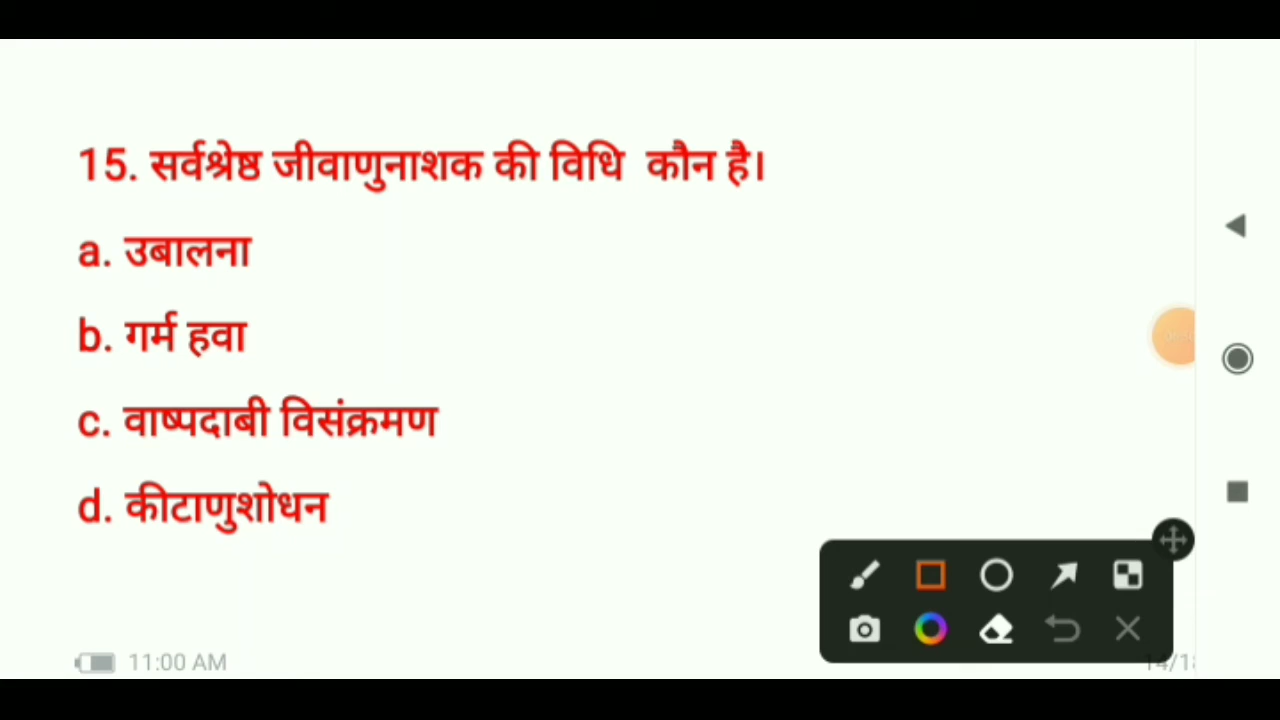 15. सर्वश्रेष्ठ जीवाणुनाशक की विधि कौन है।
a. उबालना
b. गर्म हवा
c. वाष्पदाबी विसंक्रमण
d. कीटाणुशोधन
11:00 AM